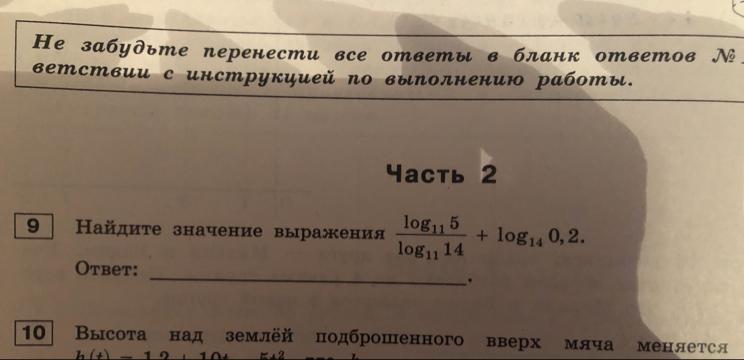 Не забудьте перенести все ответы в бланк ответов №
ветствии с инструкцией по выполнению работы.
Часть 2
9 Найдите значение выражения log₁₁ 5 / log₁₁ 14 + log₁₄ 0,2.
Ответ: ____________________.
10 Высота над землёй подброшенного вверх мяча меняется